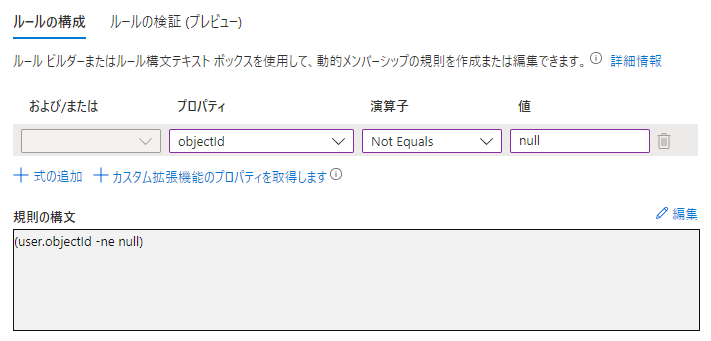 ルールの構成 ルールの検証 (プレビュー)
ルール ビルダーまたはルール構文テキスト ボックスを使用して、動的メンバーシップの規則を作成または編集できます。 詳細情報
および/または プロパティ 演算子 値
objectId Not Equals null
+ 式の追加 + カスタム拡張機能のプロパティを取得します
規則の構文 編集
(user.objectId -ne null)